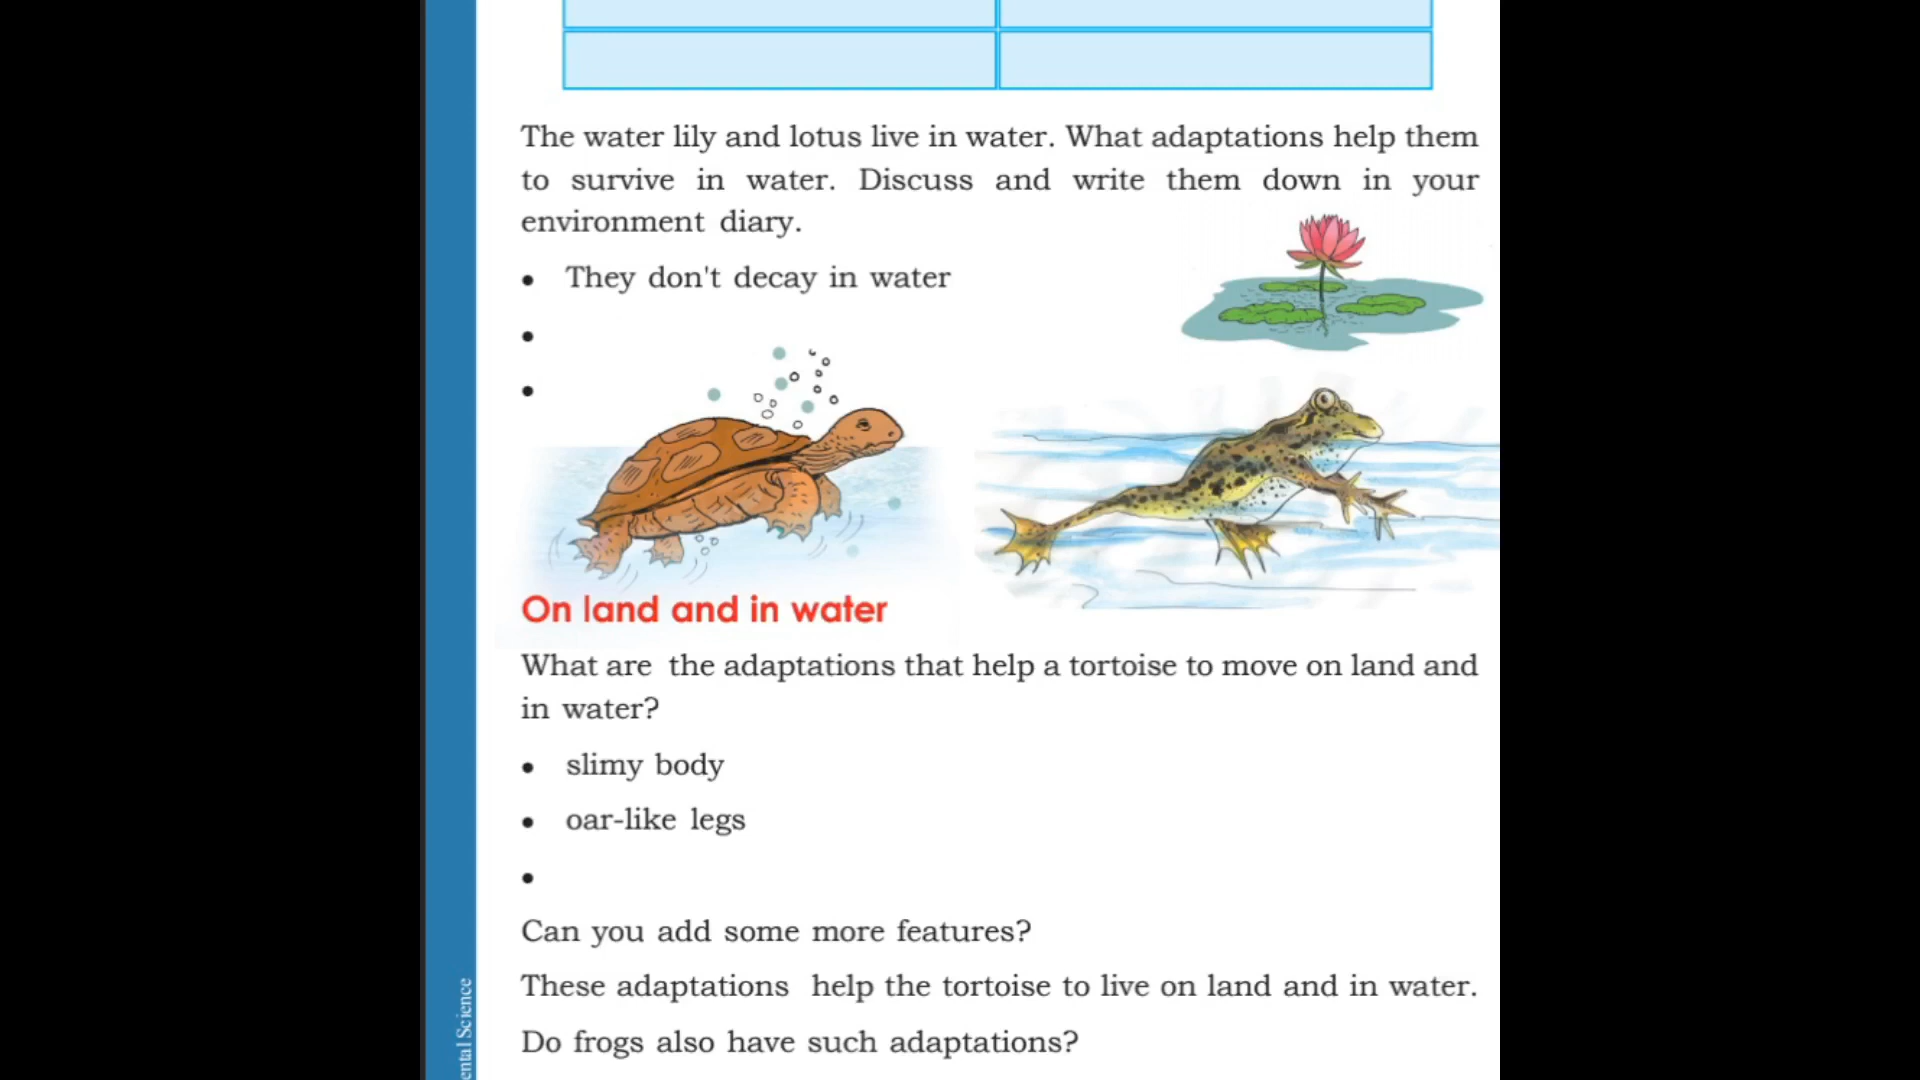 The water lily and lotus live in water. What adaptations help them
to survive in water. Discuss and write them down in your
environment diary.
• They don't decay in water
•
•
On land and in water
What are the adaptations that help a tortoise to move on land and
in water?
• slimy body
• oar-like legs
•
Can you add some more features?
These adaptations help the tortoise to live on land and in water.
Do frogs also have such adaptations?
ental Science